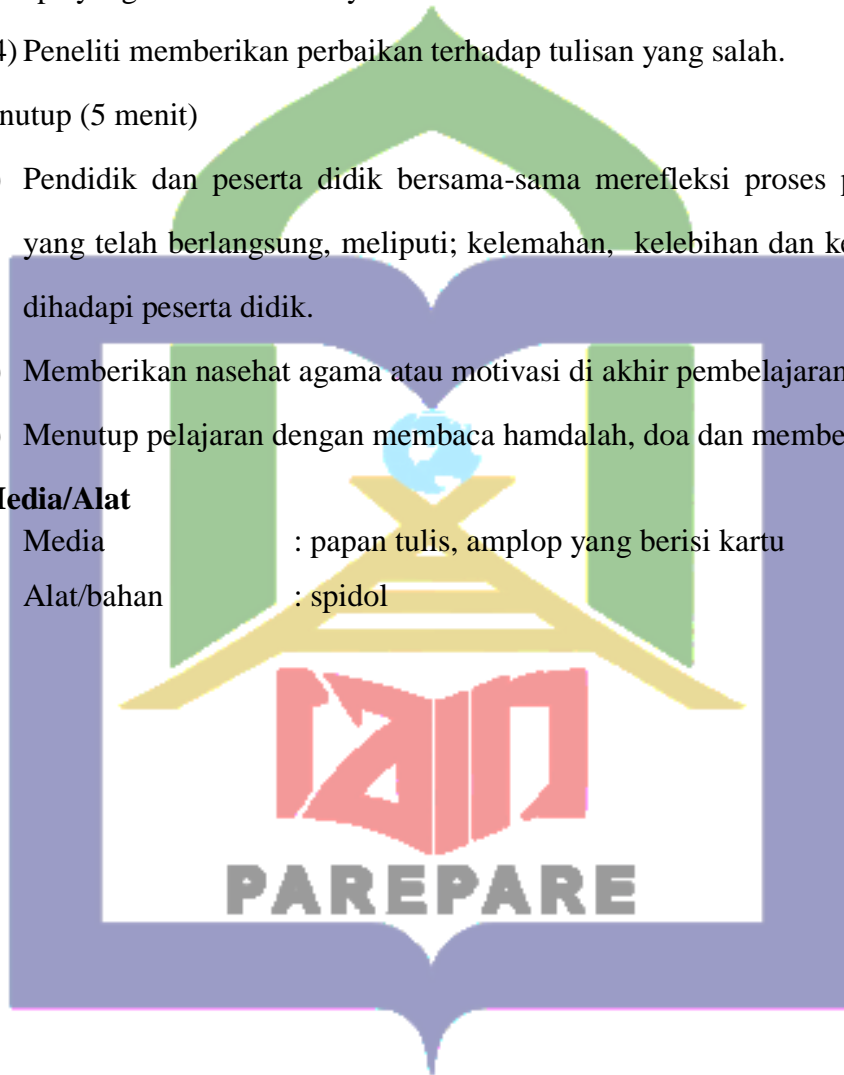 4) Peneliti memberikan perbaikan terhadap tulisan yang salah.
nutup (5 menit)
Pendidik dan peserta didik bersama-sama merefleksi proses p
yang telah berlangsung, meliputi; kelemahan, kelebihan dan ke
dihadapi peserta didik.
Memberikan nasehat agama atau motivasi di akhir pembelajaran
Menutup pelajaran dengan membaca hamdalah, doa dan membe
Media/Alat
Media : papan tulis, amplop yang berisi kartu
Alat/bahan : spidol
iain
PAREPARE